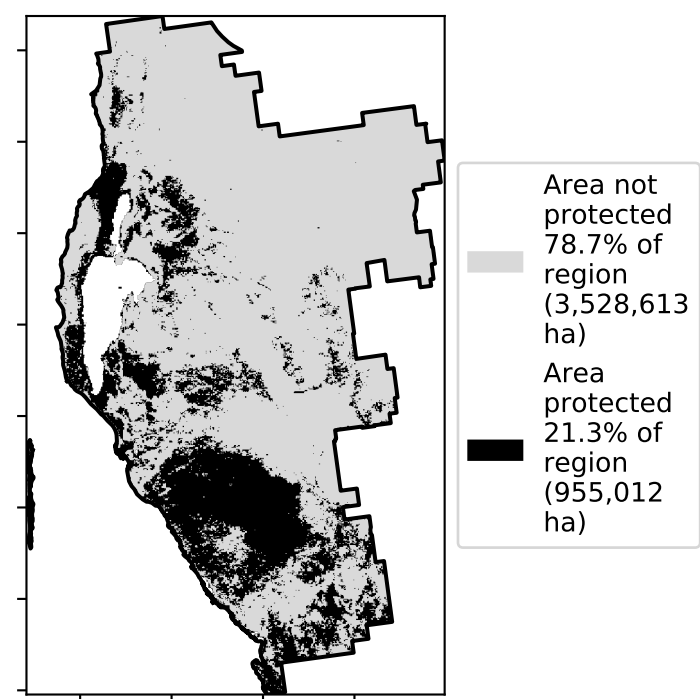 Area not
protected
78.7% of
region
(3,528,613
ha)
Area
protected
21.3% of
region
(955,012
ha)